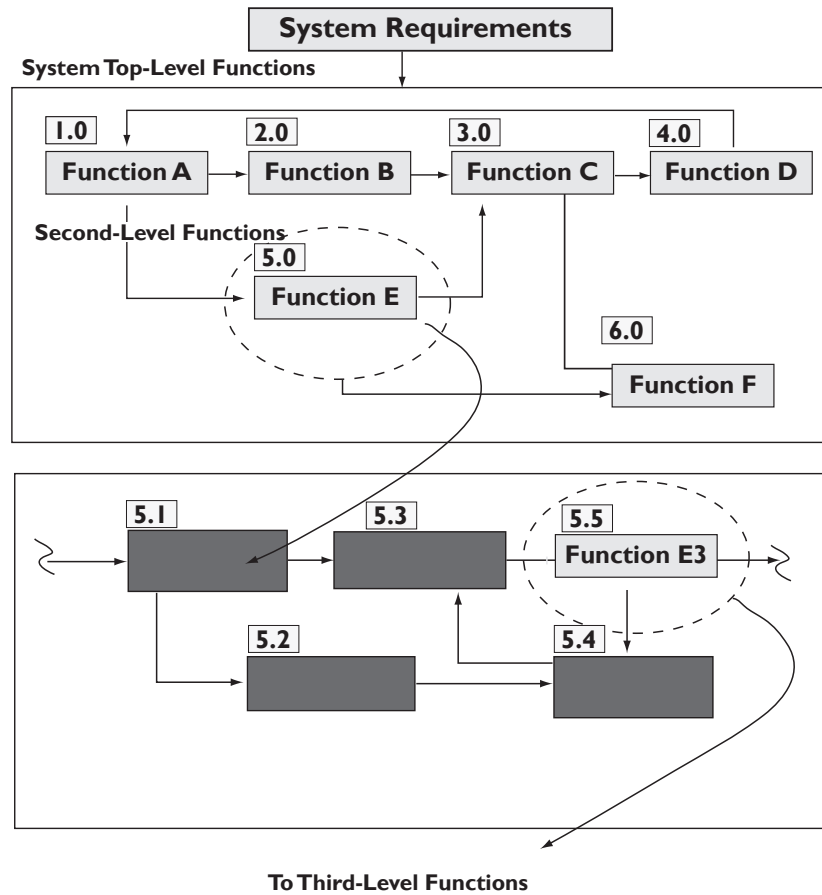 System Requirements
System Top-Level Functions
1.0
2.0
3.0
4.0
Function A
Function B
Function C
Function D
Second-Level Functions
5.0
Function E
6.0
Function F
5.1
5.3
5.5
Function E3
5.2
5.4
To Third-Level Functions